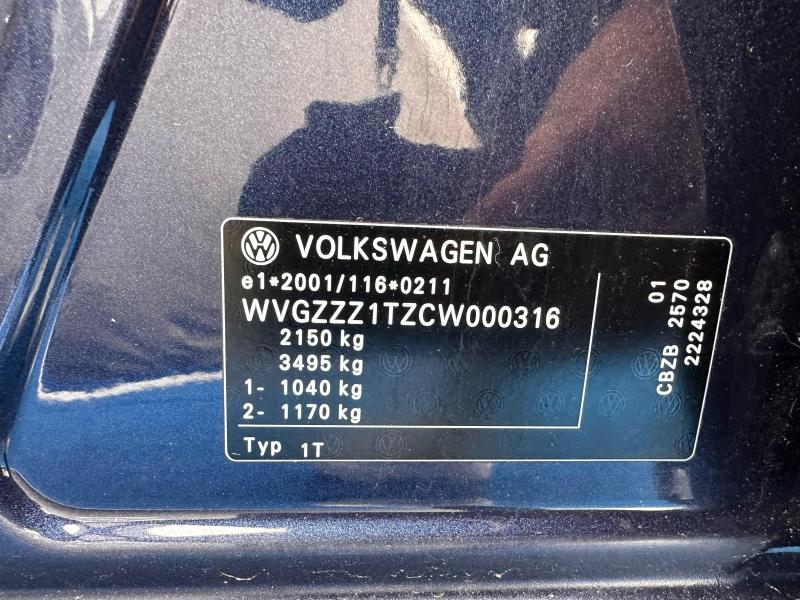 VOLKSWAGEN AG
e1*2001/116*0211
WVGZZZ1TZCW000316
2150 kg
3495 kg
1- 1040 kg
2- 1170 kg
Typ 1T
01
CBZB 2570
2224328